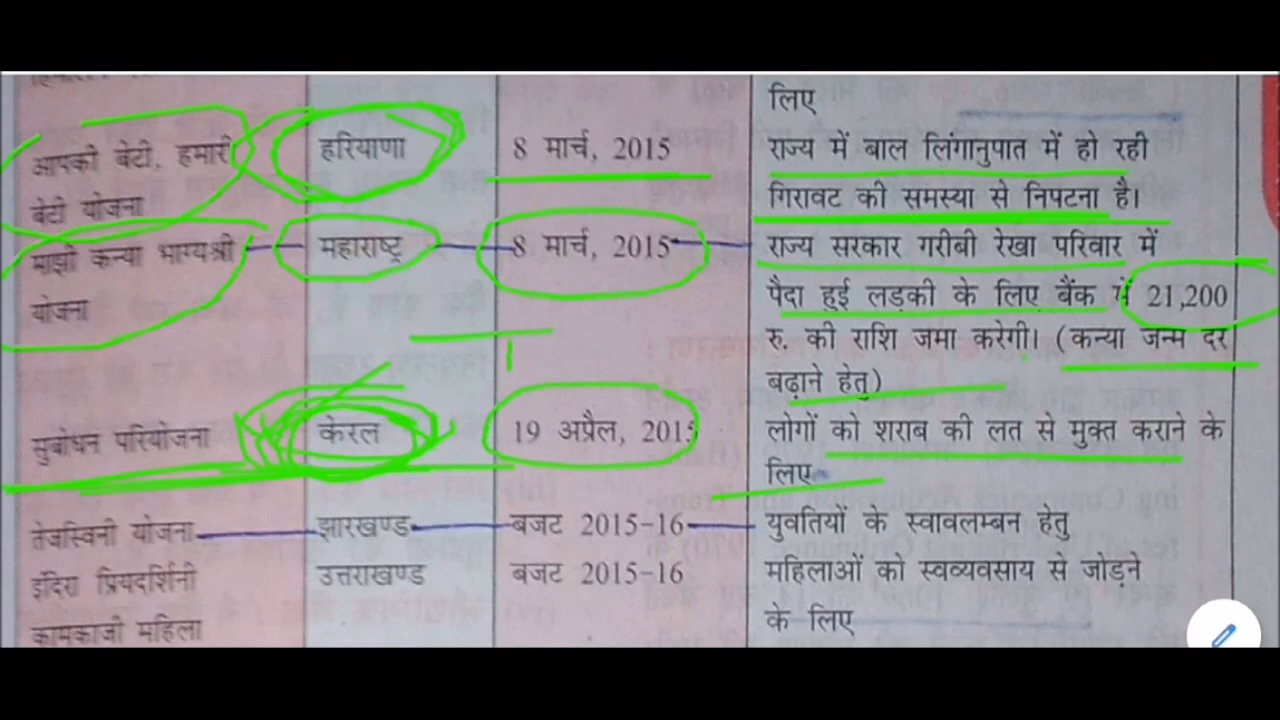 लिए
आपकी बेटी, हमारी हरियाणा 8 मार्च, 2015 राज्य में बाल लिंगानुपात में हो रही
बेटी योजना गिरावट की समस्या से निपटना है।
माझी कन्या भाग्यश्री महाराष्ट्र 8 मार्च, 2015 राज्य सरकार गरीबी रेखा परिवार में
योजना पैदा हुई लड़की के लिए बैंक में 21,200
रु. की राशि जमा करेगी। (कन्या जन्म दर
बढ़ाने हेतु)
सुबोधन परियोजना केरल 19 अप्रैल, 2015 लोगों को शराब की लत से मुक्त कराने के
लिए
तेजस्विनी योजना झारखण्ड बजट 2015-16 युवतियों के स्वावलम्बन हेतु
इंदिरा प्रियदर्शिनी उत्तराखण्ड बजट 2015-16 महिलाओं को स्वव्यवसाय से जोड़ने
कामकाजी महिला के लिए